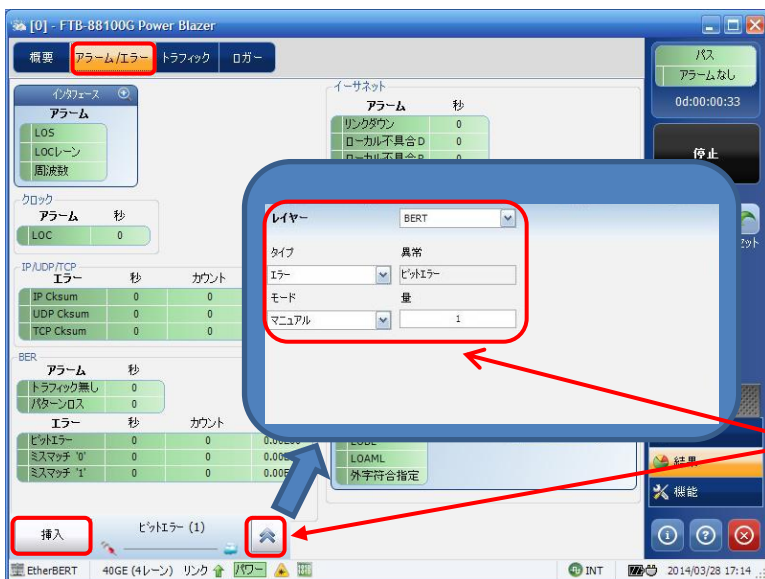 [0] - FTB-88100G Power Blazer
概要 アラーム/エラー トラフィック ロガー
パス
アラームなし
0d:00:00:33
停止
インタフェース
アラーム
LOS
LOCレーン
周波数
イーサネット
アラーム 秒
リンクダウン 0
ローカル不具合D 0
0
クロック
アラーム 秒
LOC 0
IP/UDP/TCP
エラー 秒 カウント
IP Cksum 0 0
UDP Cksum 0 0
TCP Cksum 0 0
BER
アラーム 秒
トラフィック無し 0
パターンロス 0
エラー 秒 カウント
ビットエラー 0 0
ミスマッチ '0' 0 0
ミスマッチ '1' 0 0
レイヤー BERT
タイプ 異常
エラー ビットエラー
モード 量
マニュアル 1
LOAML
外字符合指定
結果
機能
挿入 ビットエラー (1)
EtherBERT 40GE (4レーン) リンク パワー INT 2014/03/28 17:14